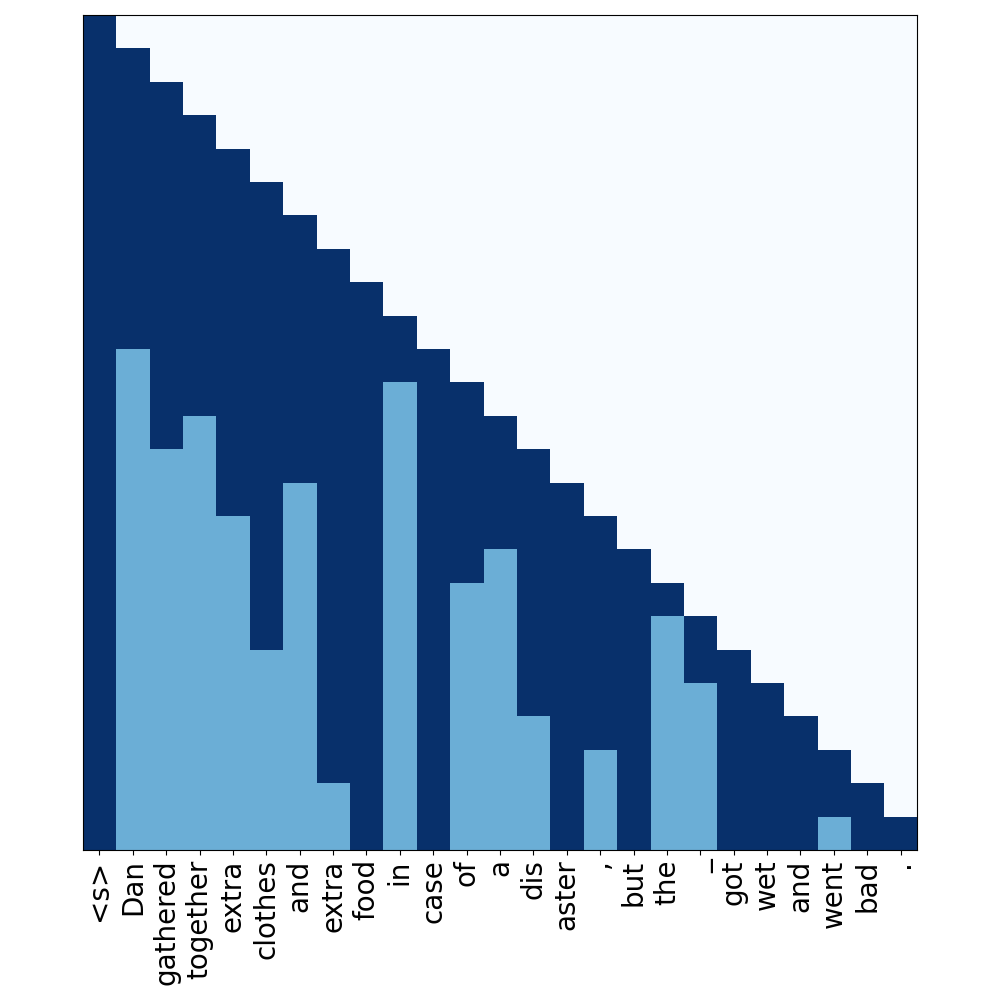 <s> Dan gathered together extra clothes and extra food in case of a dis aster , but the _ got wet and went bad .